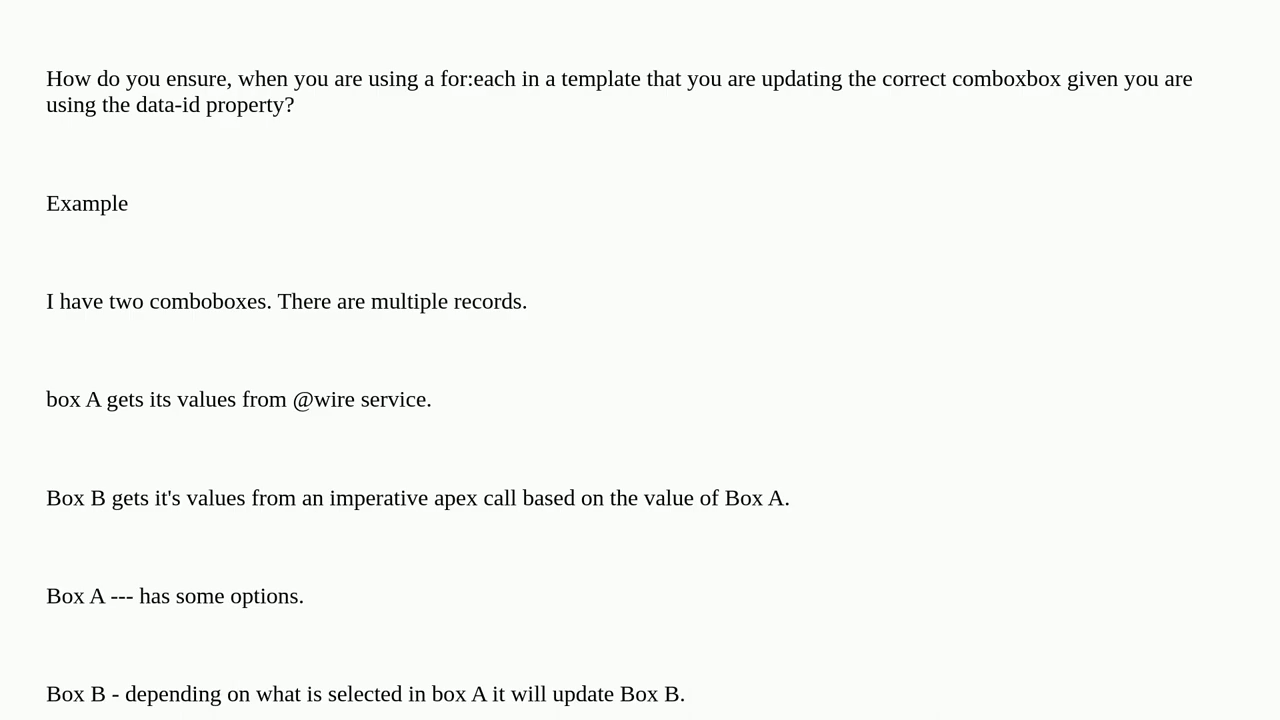 How do you ensure, when you are using a for:each in a template that you are updating the correct comboxbox given you are
using the data-id property?
Example
I have two comboboxes. There are multiple records.
box A gets its values from @wire service.
Box B gets it's values from an imperative apex call based on the value of Box A.
Box A --- has some options.
Box B - depending on what is selected in box A it will update Box B.